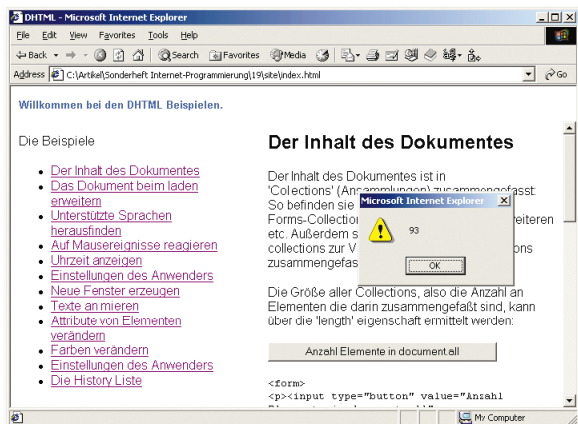 DHTML - Microsoft Internet Explorer
File Edit View Favorites Tools Help
Back Search Favorites Media
Address C:\Artikel\Sonderheft Internet-Programmierung\19\site\index.html Go
Willkommen bei den DHTML Beispielen.
Die Beispiele
Der Inhalt des Dokumentes
Das Dokument beim laden
erweitern
Unterstützte Sprachen
herausfinden
Auf Mausereignisse reagieren
Uhrzeit anzeigen
Einstellungen des Anwenders
Neue Fenster erzeugen
Texte animieren
Attribute von Elementen
verändern
Farben verändern
Einstellungen des Anwenders
Die History Liste
Der Inhalt des Dokumentes
Der Inhalt des Dokumentes ist in
'Collections' (Ansammlungen) zusammengefasst:
So befinden sie
Forms-Collection weiteren
etc. Außerdem s
collections zur V ons
zusammengefas
Die Größe aller Collections, also die Anzahl an
Elementen die darin zusammengefaßt sind, kann
über die 'length' eigenschaft ermittelt werden:
Anzahl Elemente in document.all
<form>
<p><input type="button" value="Anzahl
Microsoft Internet Explorer
93
OK
My Computer